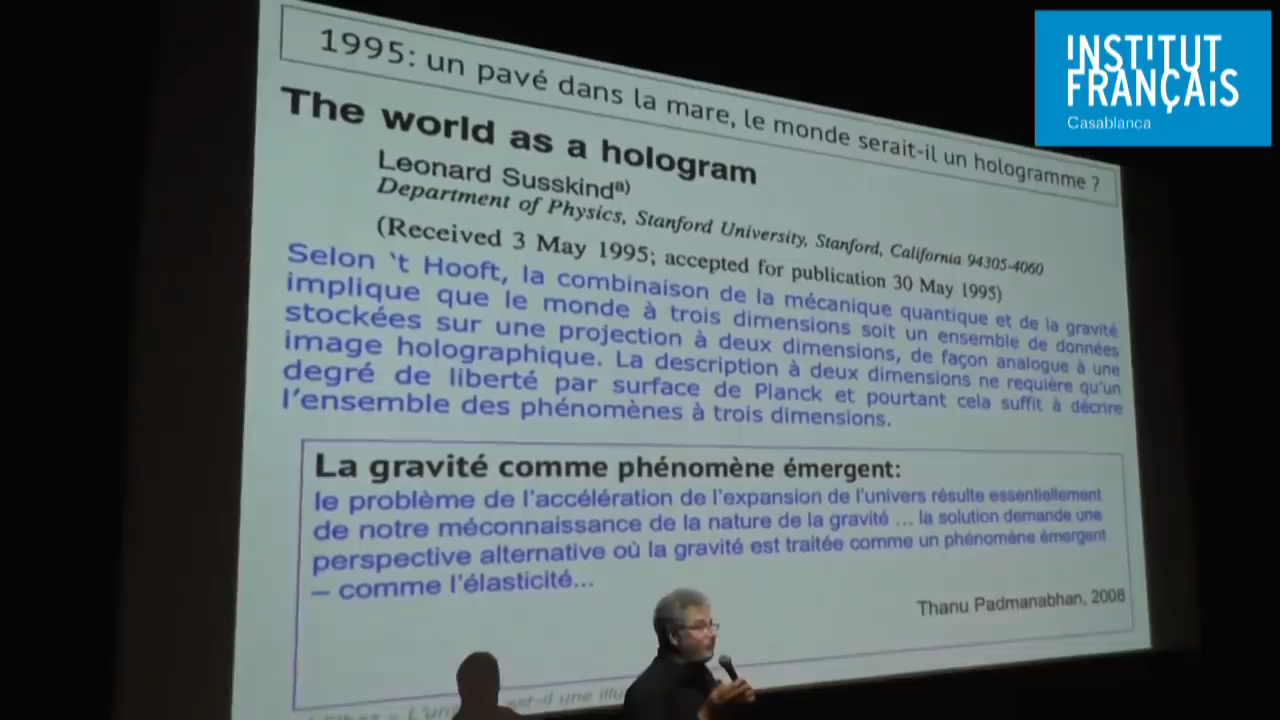 1995: un pavé dans la mare, le monde serait-il un hologramme ?
The world as a hologram
Leonard Susskindᵃ⁾
Department of Physics, Stanford University, Stanford, California 94305-4060
(Received 3 May 1995; accepted for publication 30 May 1995)
Selon ‘t Hooft, la combinaison de la mécanique quantique et de la gravité
implique que le monde à trois dimensions soit un ensemble de données
stockées sur une projection à deux dimensions, de façon analogue à une
image holographique. La description à deux dimensions ne requière qu’un
degré de liberté par surface de Planck et pourtant cela suffit à décrire
l’ensemble des phénomènes à trois dimensions.
La gravité comme phénomène émergent:
le problème de l’accélération de l’expansion de l’univers résulte essentiellement
de notre méconnaissance de la nature de la gravité ... la solution demande une
perspective alternative où la gravité est traitée comme un phénomène émergent
– comme l’élasticité...
Thanu Padmanabhan, 2008
une
INSTITUT
FRANÇAIS
Casablanca